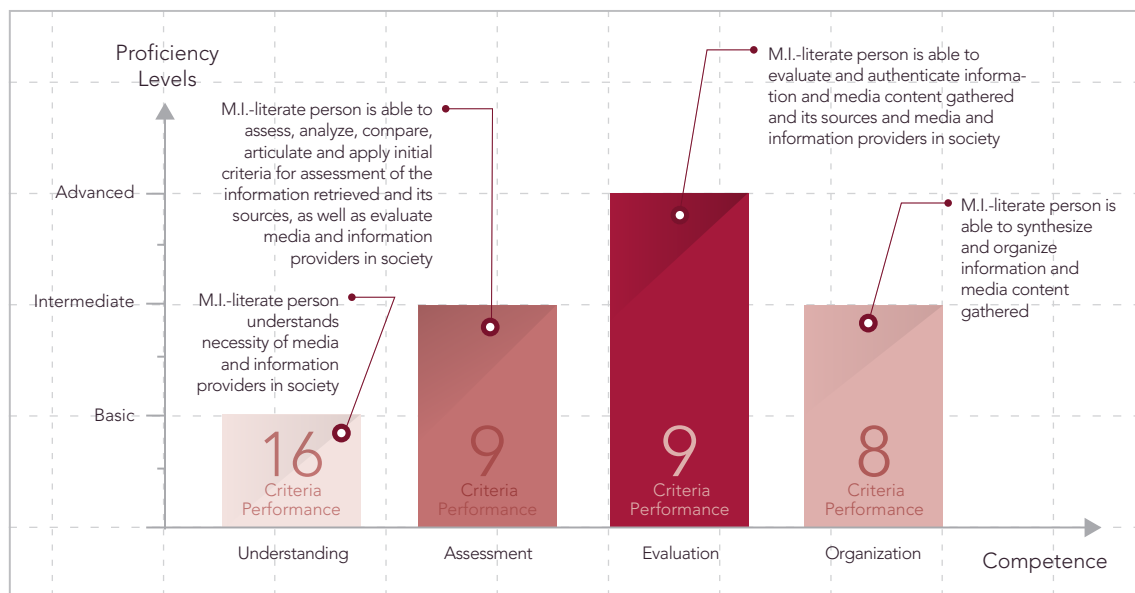 Proficiency
Levels
M.I.-literate person is able to
assess, analyze, compare,
articulate and apply initial
criteria for assessment of the
information retrieved and its
sources, as well as evaluate
media and information
providers in society
M.I.-literate person is able to
evaluate and authenticate informa-
tion and media content gathered
and its sources and media and
information providers in society
M.I.-literate person is
able to synthesize
and organize
information and
media content
gathered
M.I.-literate person
understands
necessity of media
and information
providers in society
Advanced
Intermediate
Basic
16
Criteria
Performance
9
Criteria
Performance
9
Criteria
Performance
8
Criteria
Performance
Understanding
Assessment
Evaluation
Organization
Competence